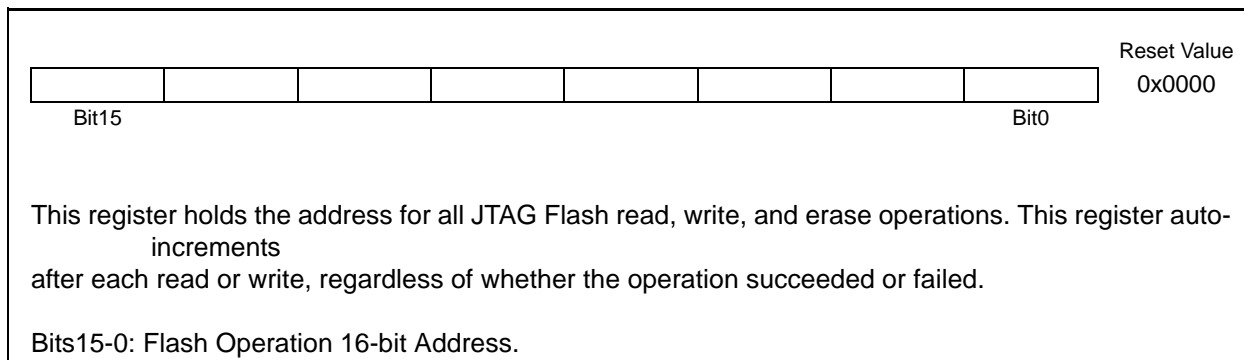 Reset Value
0x0000
Bit15 Bit0
This register holds the address for all JTAG Flash read, write, and erase operations. This register auto-
increments
after each read or write, regardless of whether the operation succeeded or failed.
Bits15-0: Flash Operation 16-bit Address.